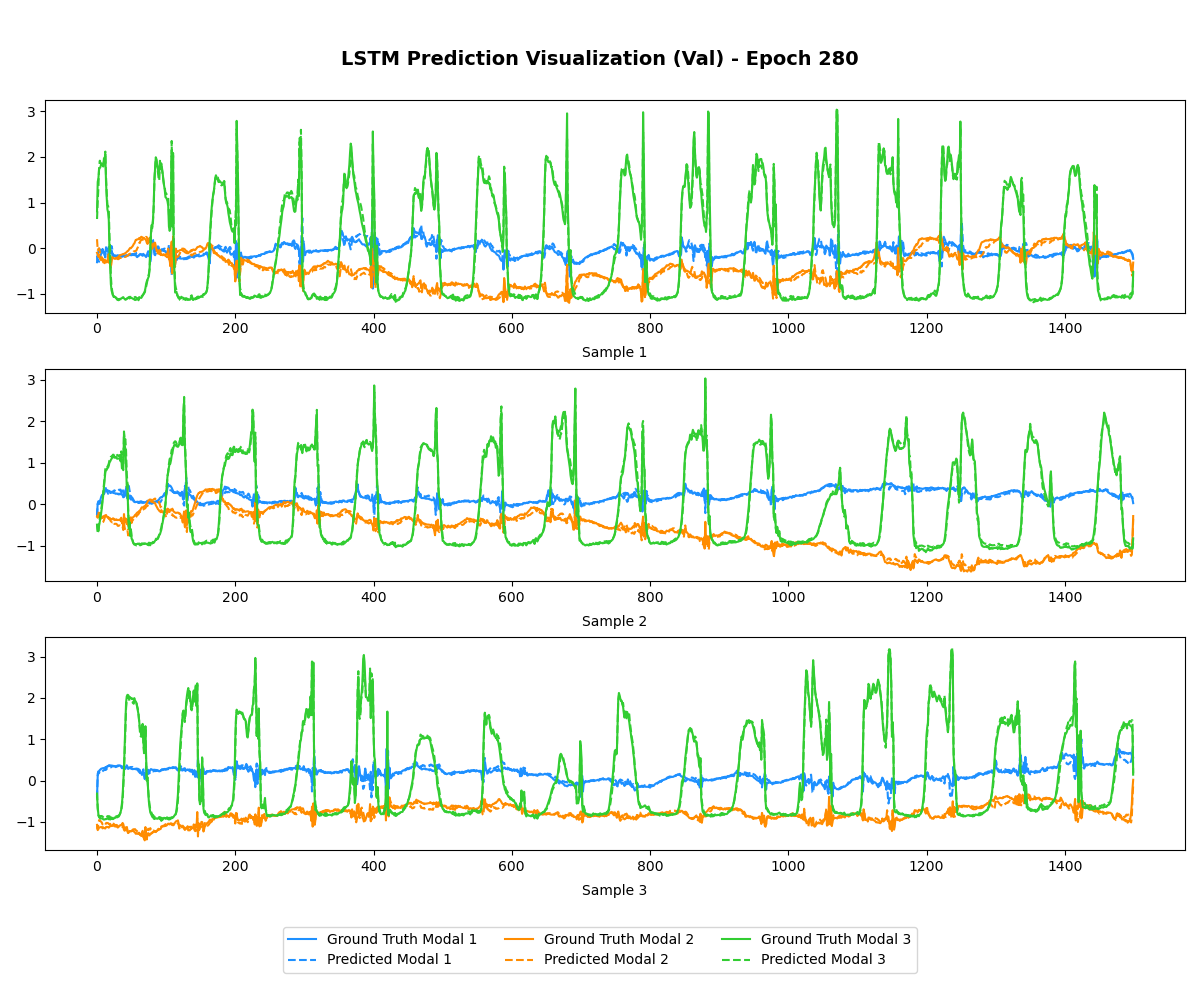 LSTM Prediction Visualization (Val) - Epoch 280
3
2
1
0
−1
0 200 400 600 800 1000 1200 1400
Sample 1
3
2
1
0
−1
0 200 400 600 800 1000 1200 1400
Sample 2
3
2
1
0
−1
0 200 400 600 800 1000 1200 1400
Sample 3
Ground Truth Modal 1 Ground Truth Modal 2 Ground Truth Modal 3
Predicted Modal 1 Predicted Modal 2 Predicted Modal 3